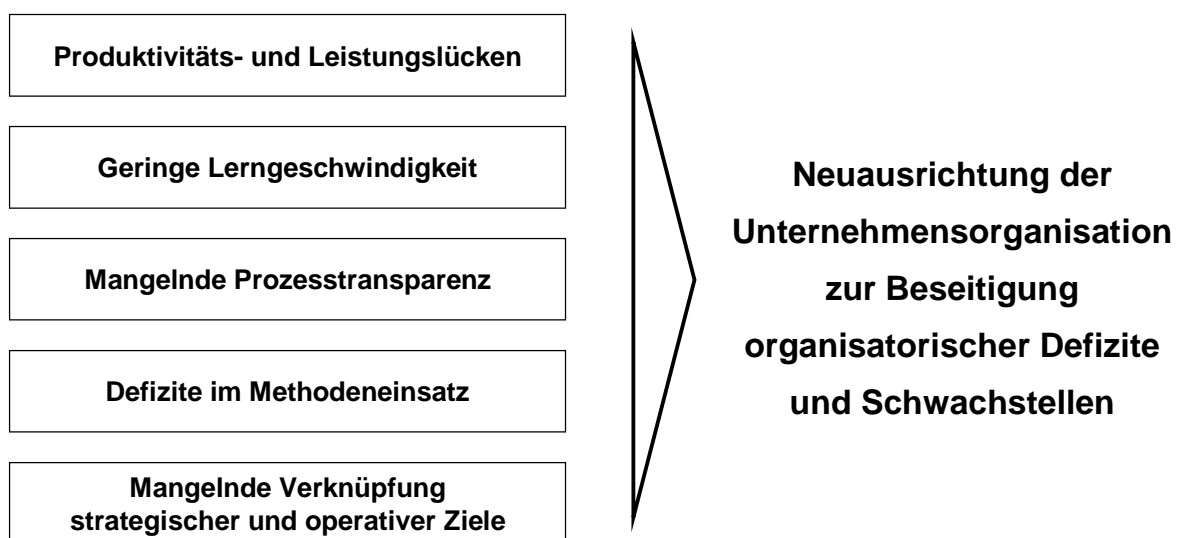 Produktivitäts- und Leistungslücken
Geringe Lerngeschwindigkeit
Mangelnde Prozesstransparenz
Defizite im Methodeneinsatz
Mangelnde Verknüpfung
strategischer und operativer Ziele
Neuausrichtung der
Unternehmensorganisation
zur Beseitigung
organisatorischer Defizite
und Schwachstellen